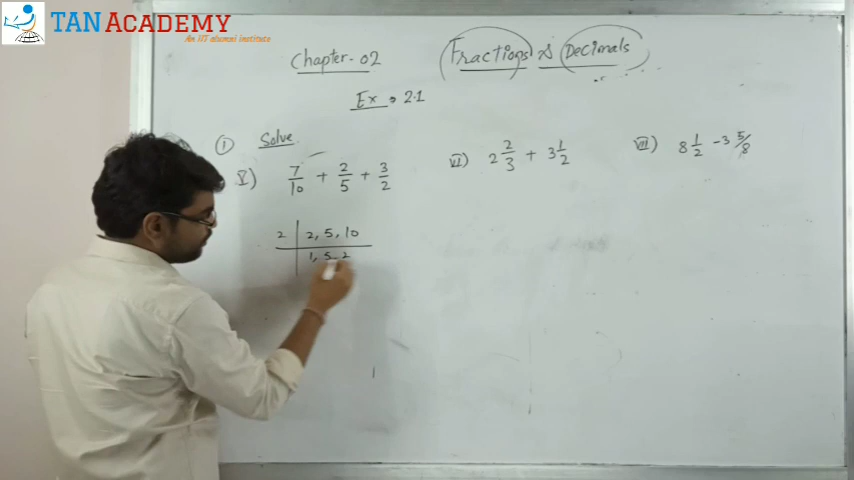 TAN ACADEMY
An IIT alumni institute
Chapter-02 Fractions & Decimals
Ex • 2.1
① Solve
V) 7/10 + 2/5 + 3/2
VI) 2 2/3 + 3 1/2
VII) 8 1/2 - 3 5/8
2 | 2, 5, 10
1, 5, 2